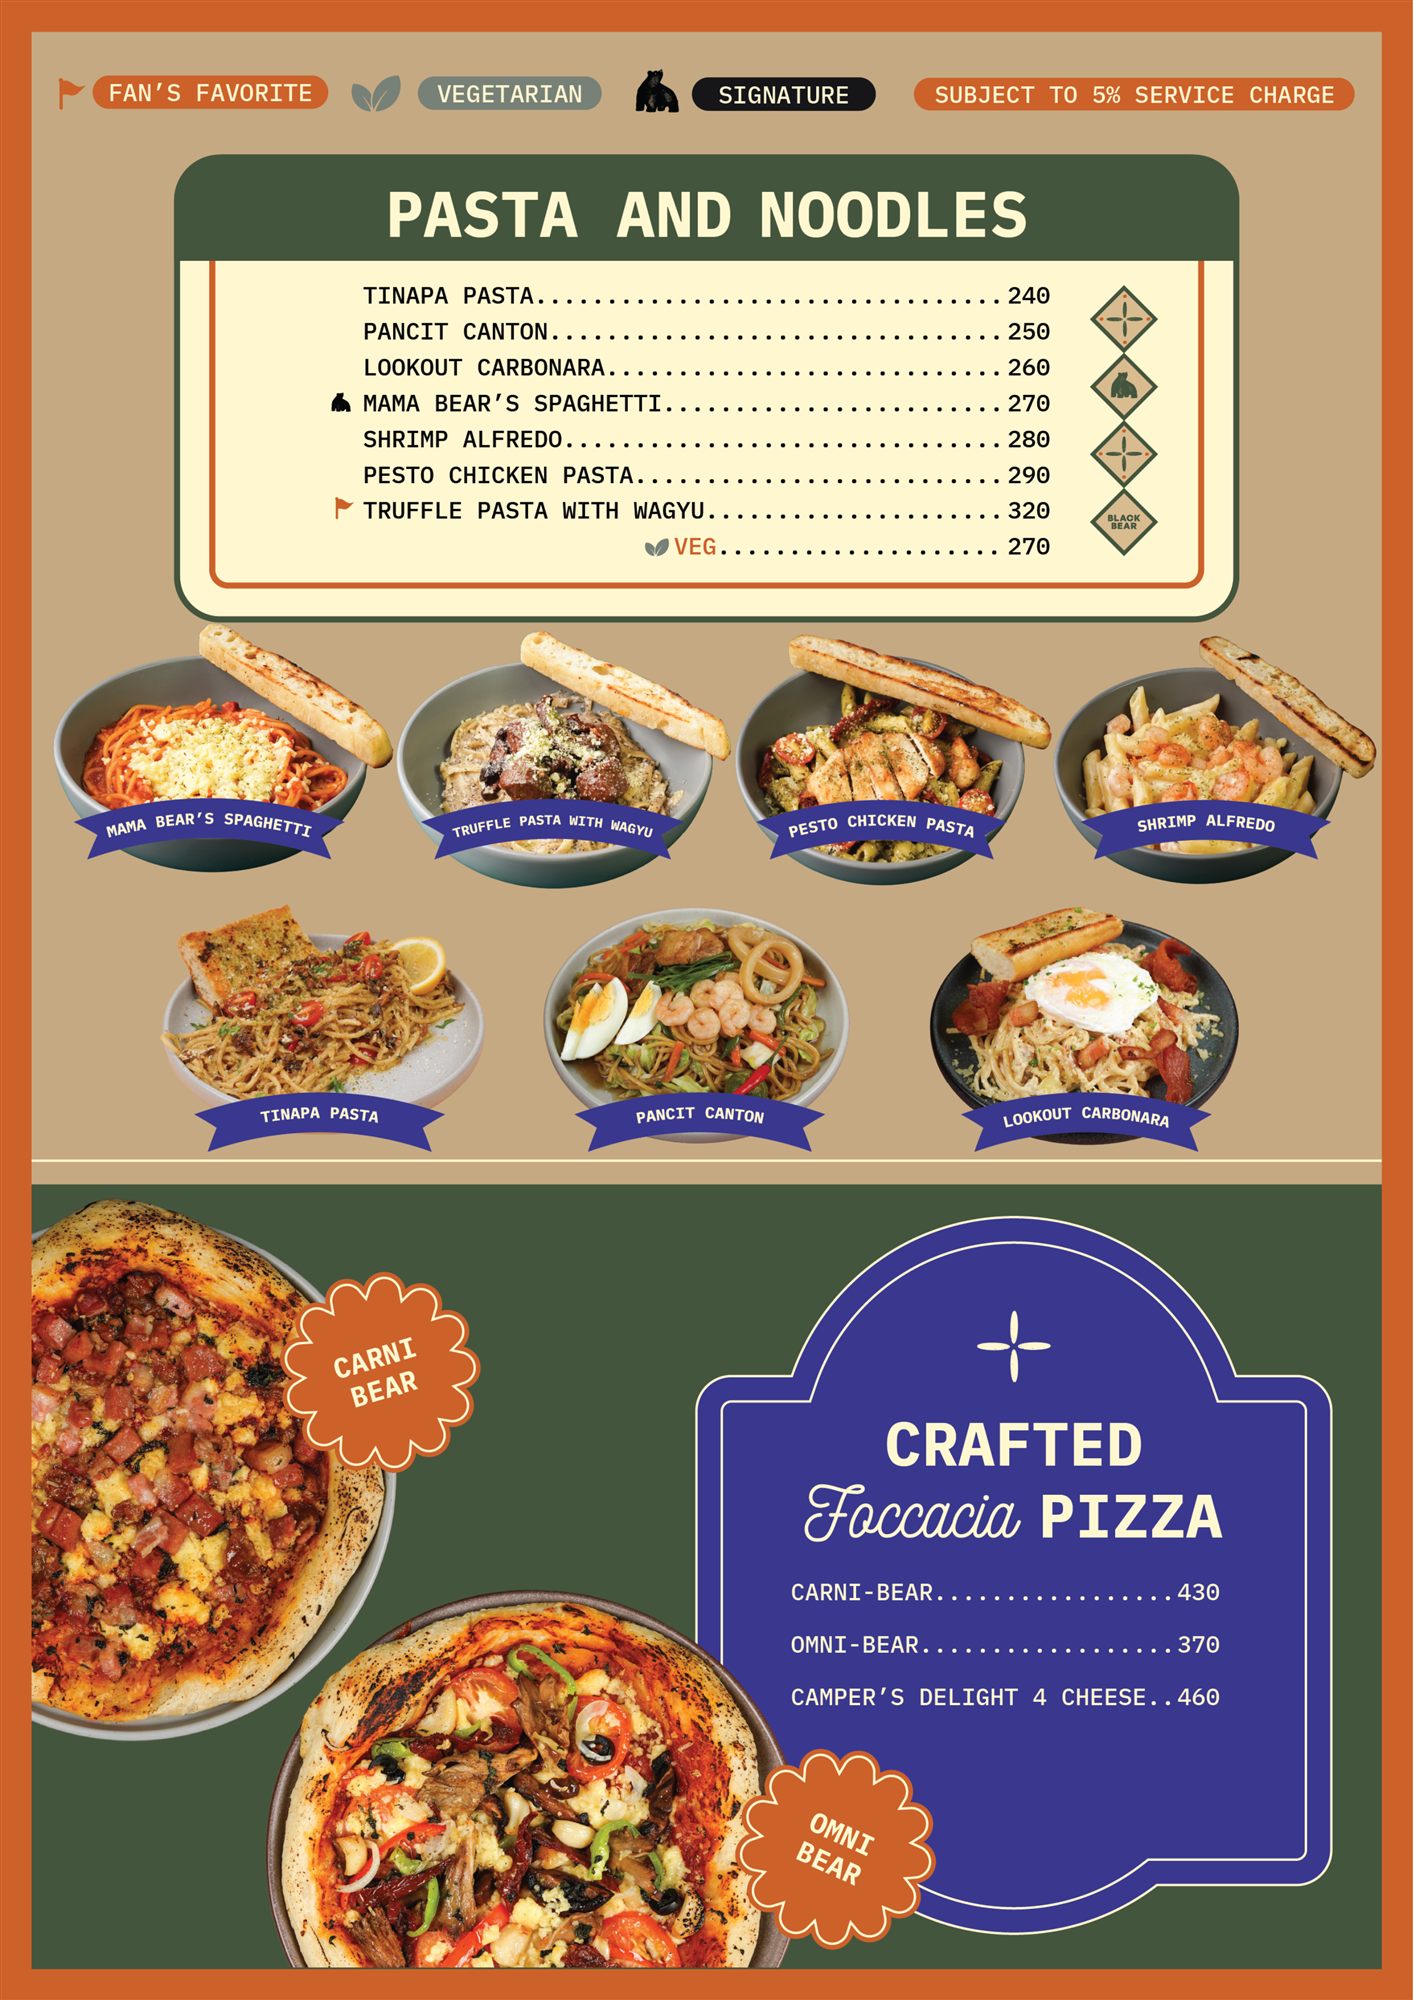 FAN’S FAVORITE
VEGETARIAN
SIGNATURE
SUBJECT TO 5% SERVICE CHARGE
PASTA AND NOODLES
TINAPA PASTA.................................240
PANCIT CANTON................................250
LOOKOUT CARBONARA............................260
MAMA BEAR’S SPAGHETTI........................270
SHRIMP ALFREDO...............................280
PESTO CHICKEN PASTA..........................290
TRUFFLE PASTA WITH WAGYU.....................320
VEG....................270
BLACK
BEAR
MAMA BEAR’S SPAGHETTI
TRUFFLE PASTA WITH WAGYU
PESTO CHICKEN PASTA
SHRIMP ALFREDO
TINAPA PASTA
PANCIT CANTON
LOOKOUT CARBONARA
CARNI
BEAR
CRAFTED
Foccacia PIZZA
CARNI-BEAR.................430
OMNI-BEAR..................370
CAMPER’S DELIGHT 4 CHEESE..460
OMNI
BEAR